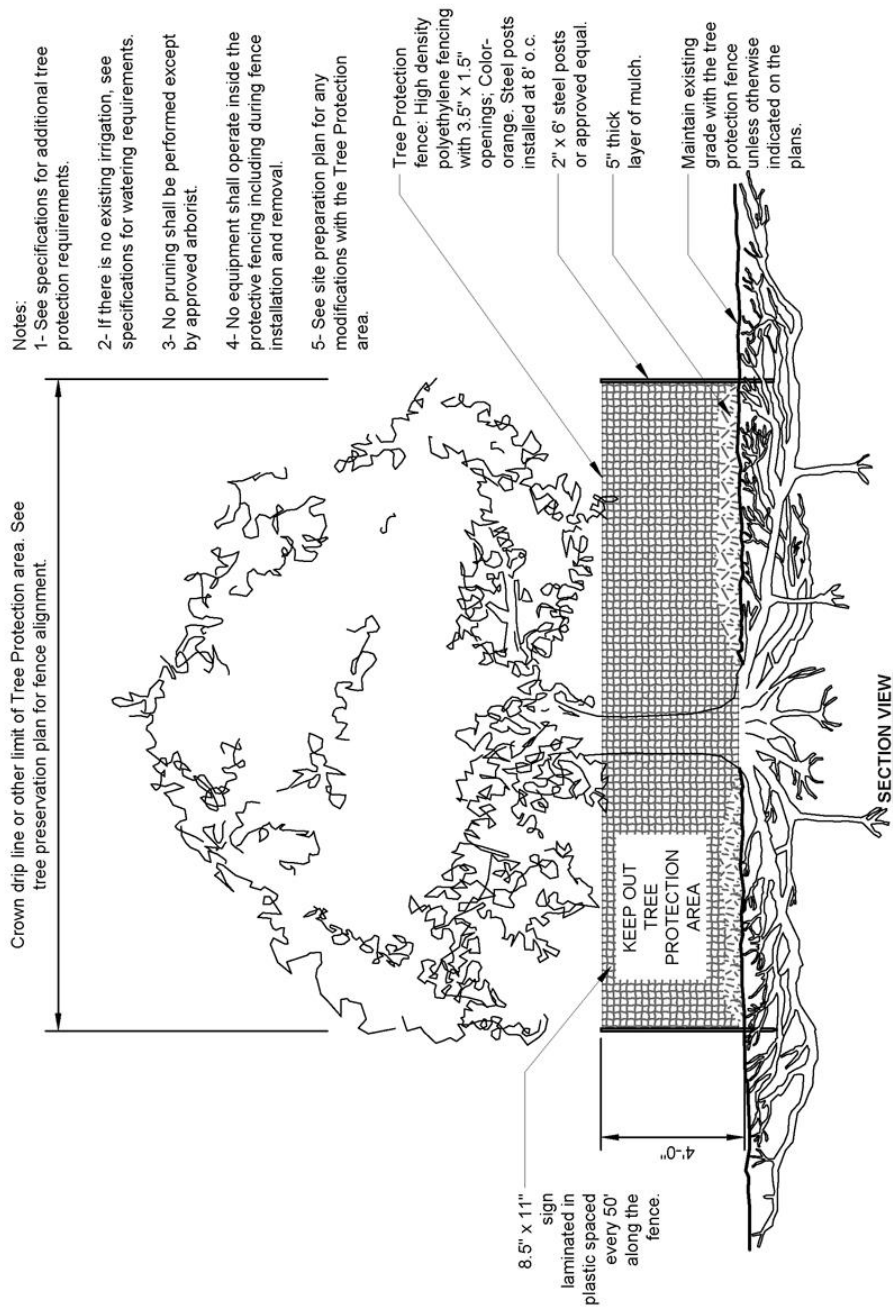 Crown drip line or other limit of Tree Protection area. See
tree preservation plan for fence alignment.
Notes:
1- See specifications for additional tree
protection requirements.
2- If there is no existing irrigation, see
specifications for watering requirements.
3- No pruning shall be performed except
by approved arborist.
4- No equipment shall operate inside the
protective fencing including during fence
installation and removal.
5- See site preparation plan for any
modifications with the Tree Protection
area.
Tree Protection
fence: High density
polyethylene fencing
with 3.5" x 1.5"
openings; Color-
orange. Steel posts
installed at 8' o.c.
2" x 6' steel posts
or approved equal.
5" thick
layer of mulch.
Maintain existing
grade with the tree
protection fence
unless otherwise
indicated on the
plans.
8.5" x 11"
sign
laminated in
plastic spaced
every 50'
along the
fence.
4'-0"
KEEP OUT
TREE
PROTECTION
AREA
SECTION VIEW